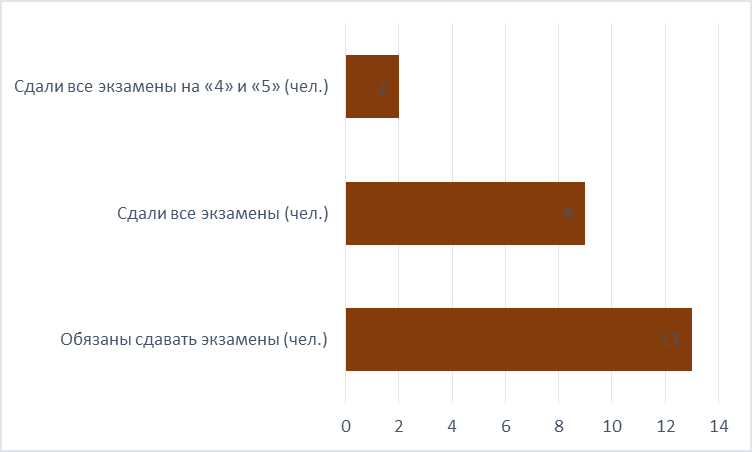 Сдали все экзамены на «4» и «5» (чел.)
2
Сдали все экзамены (чел.)
9
Обязаны сдавать экзамены (чел.)
13
0 2 4 6 8 10 12 14